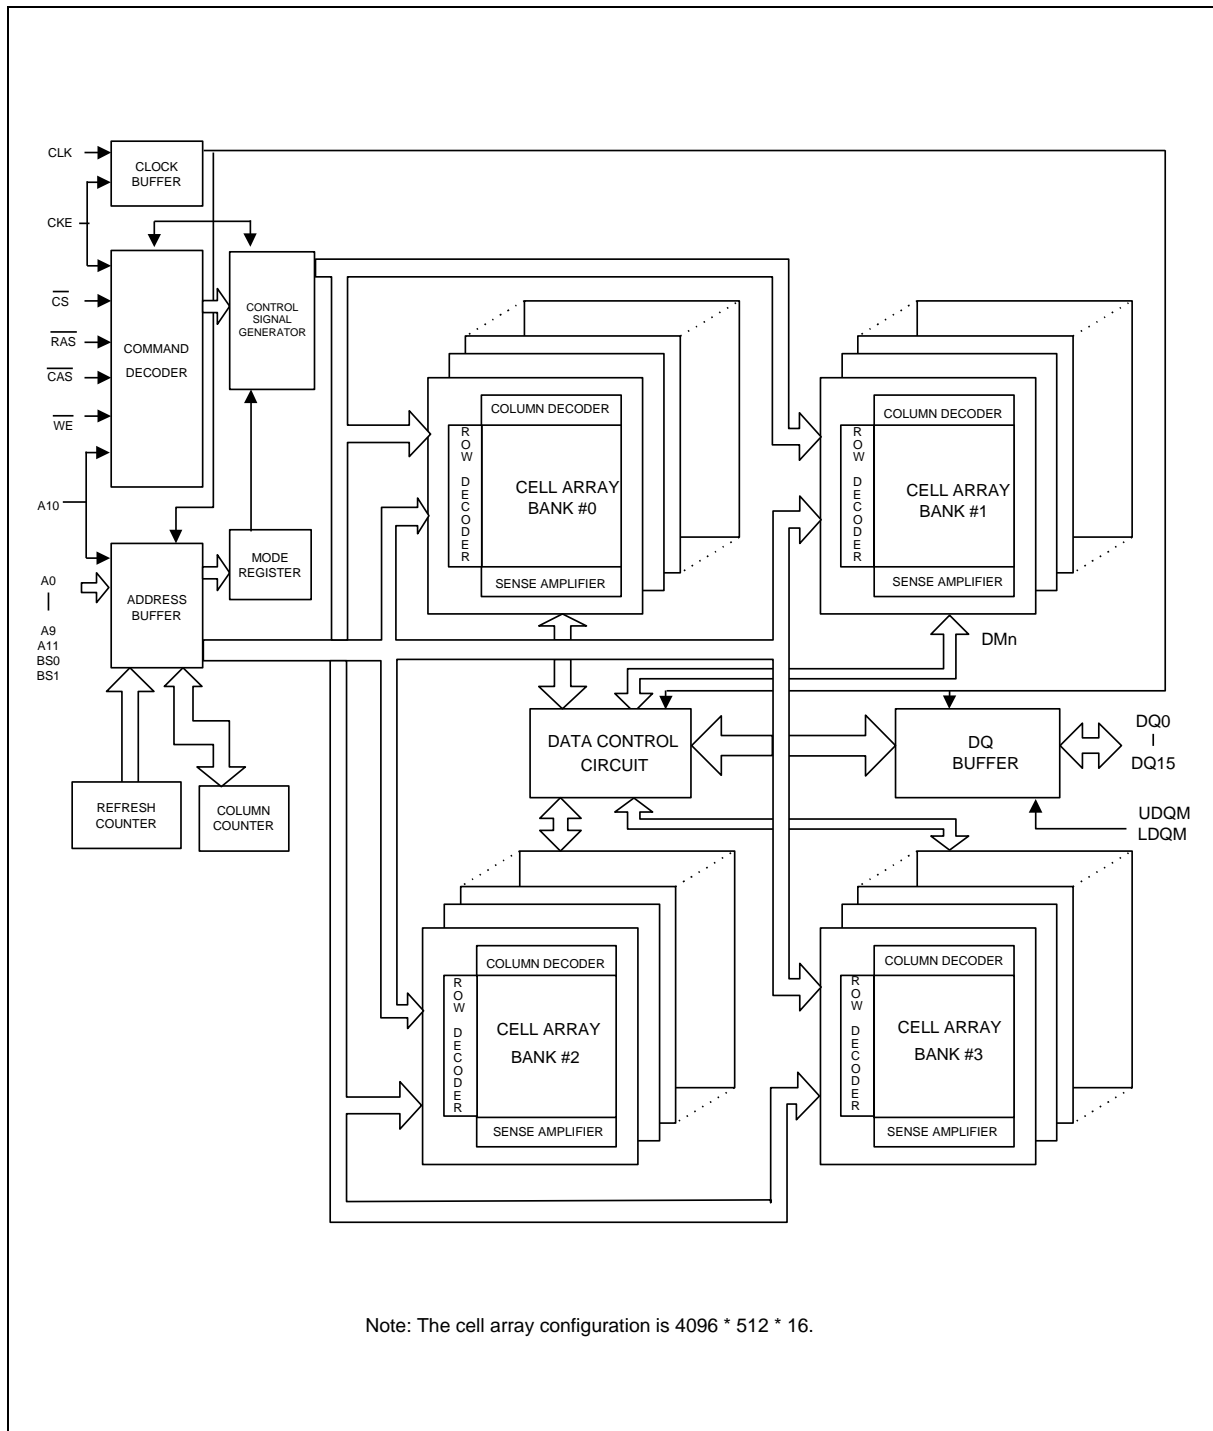 CLK
CLOCK
BUFFER
CKE
CS
RAS
CAS
WE
COMMAND
DECODER
CONTROL
SIGNAL
GENERATOR
A10
A0
A9
A11
BS0
BS1
ADDRESS
BUFFER
MODE
REGISTER
REFRESH
COUNTER
COLUMN
COUNTER
COLUMN DECODER
ROW DECODER
CELL ARRAY
BANK #0
SENSE AMPLIFIER
COLUMN DECODER
ROW DECODER
CELL ARRAY
BANK #1
SENSE AMPLIFIER
DMn
DATA CONTROL
CIRCUIT
DQ
BUFFER
DQ0
DQ15
UDQM
LDQM
COLUMN DECODER
ROW DECODER
CELL ARRAY
BANK #2
SENSE AMPLIFIER
COLUMN DECODER
ROW DECODER
CELL ARRAY
BANK #3
SENSE AMPLIFIER
Note: The cell array configuration is 4096 * 512 * 16.